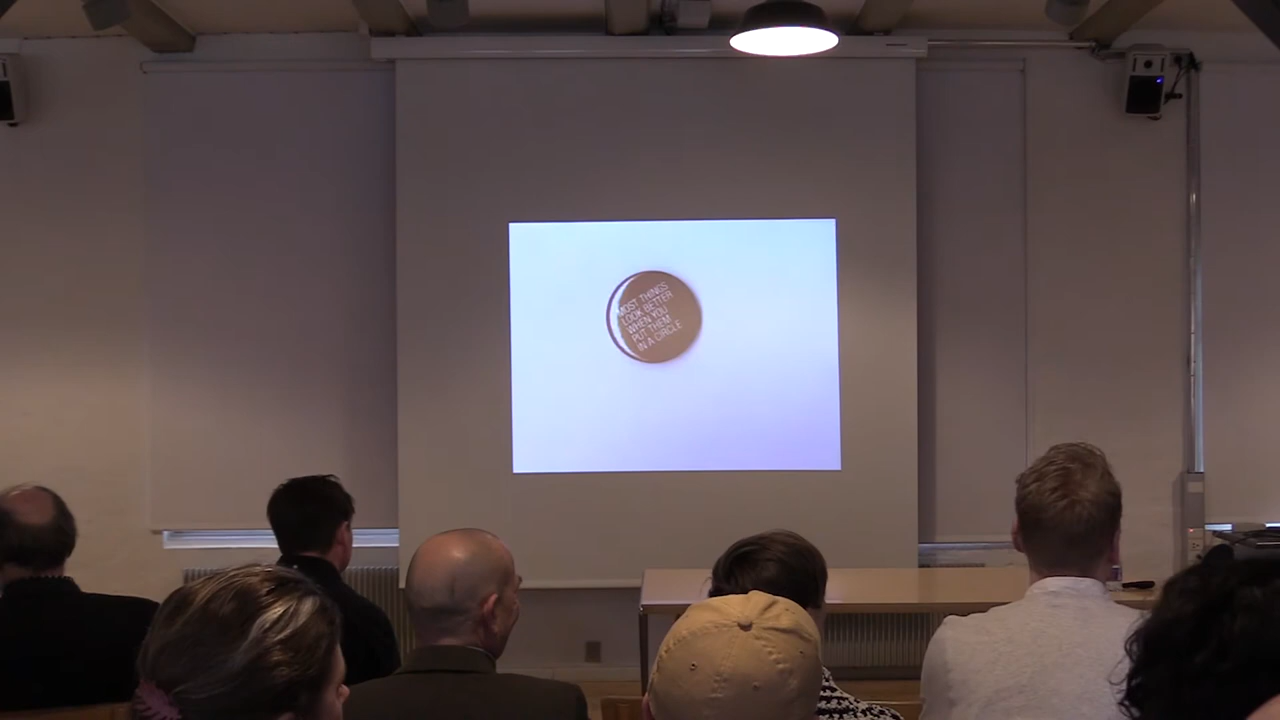 MOST THINGS
LOOK BETTER
WHEN YOU
PUT THEM
IN A CIRCLE